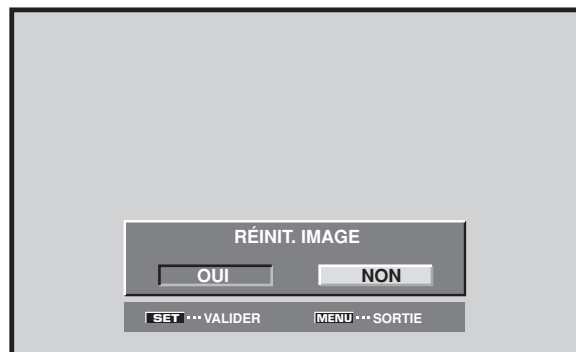 RÉINIT. IMAGE
OUI NON
SET ··· VALIDER MENU ··· SORTIE